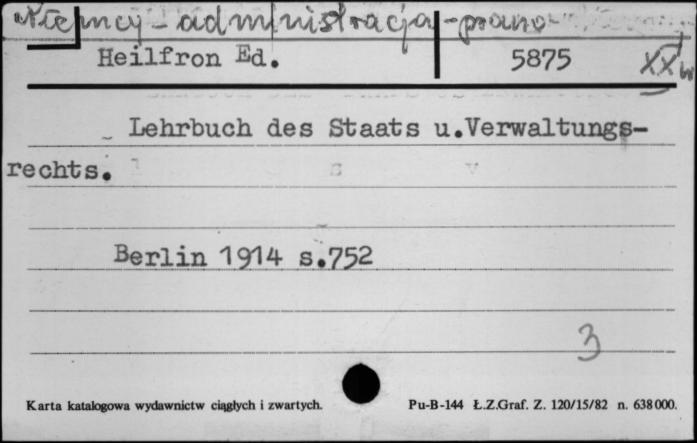 Niemcy - administracja - prawo
Heilfron Ed. 5875 XX w
Lehrbuch des Staats u.Verwaltungs-
rechts.
Berlin 1914 s.752
3
Karta katalogowa wydawnictw ciągłych i zwartych. Pu-B-144 Ł.Z.Graf. Z. 120/15/82 n. 638000.